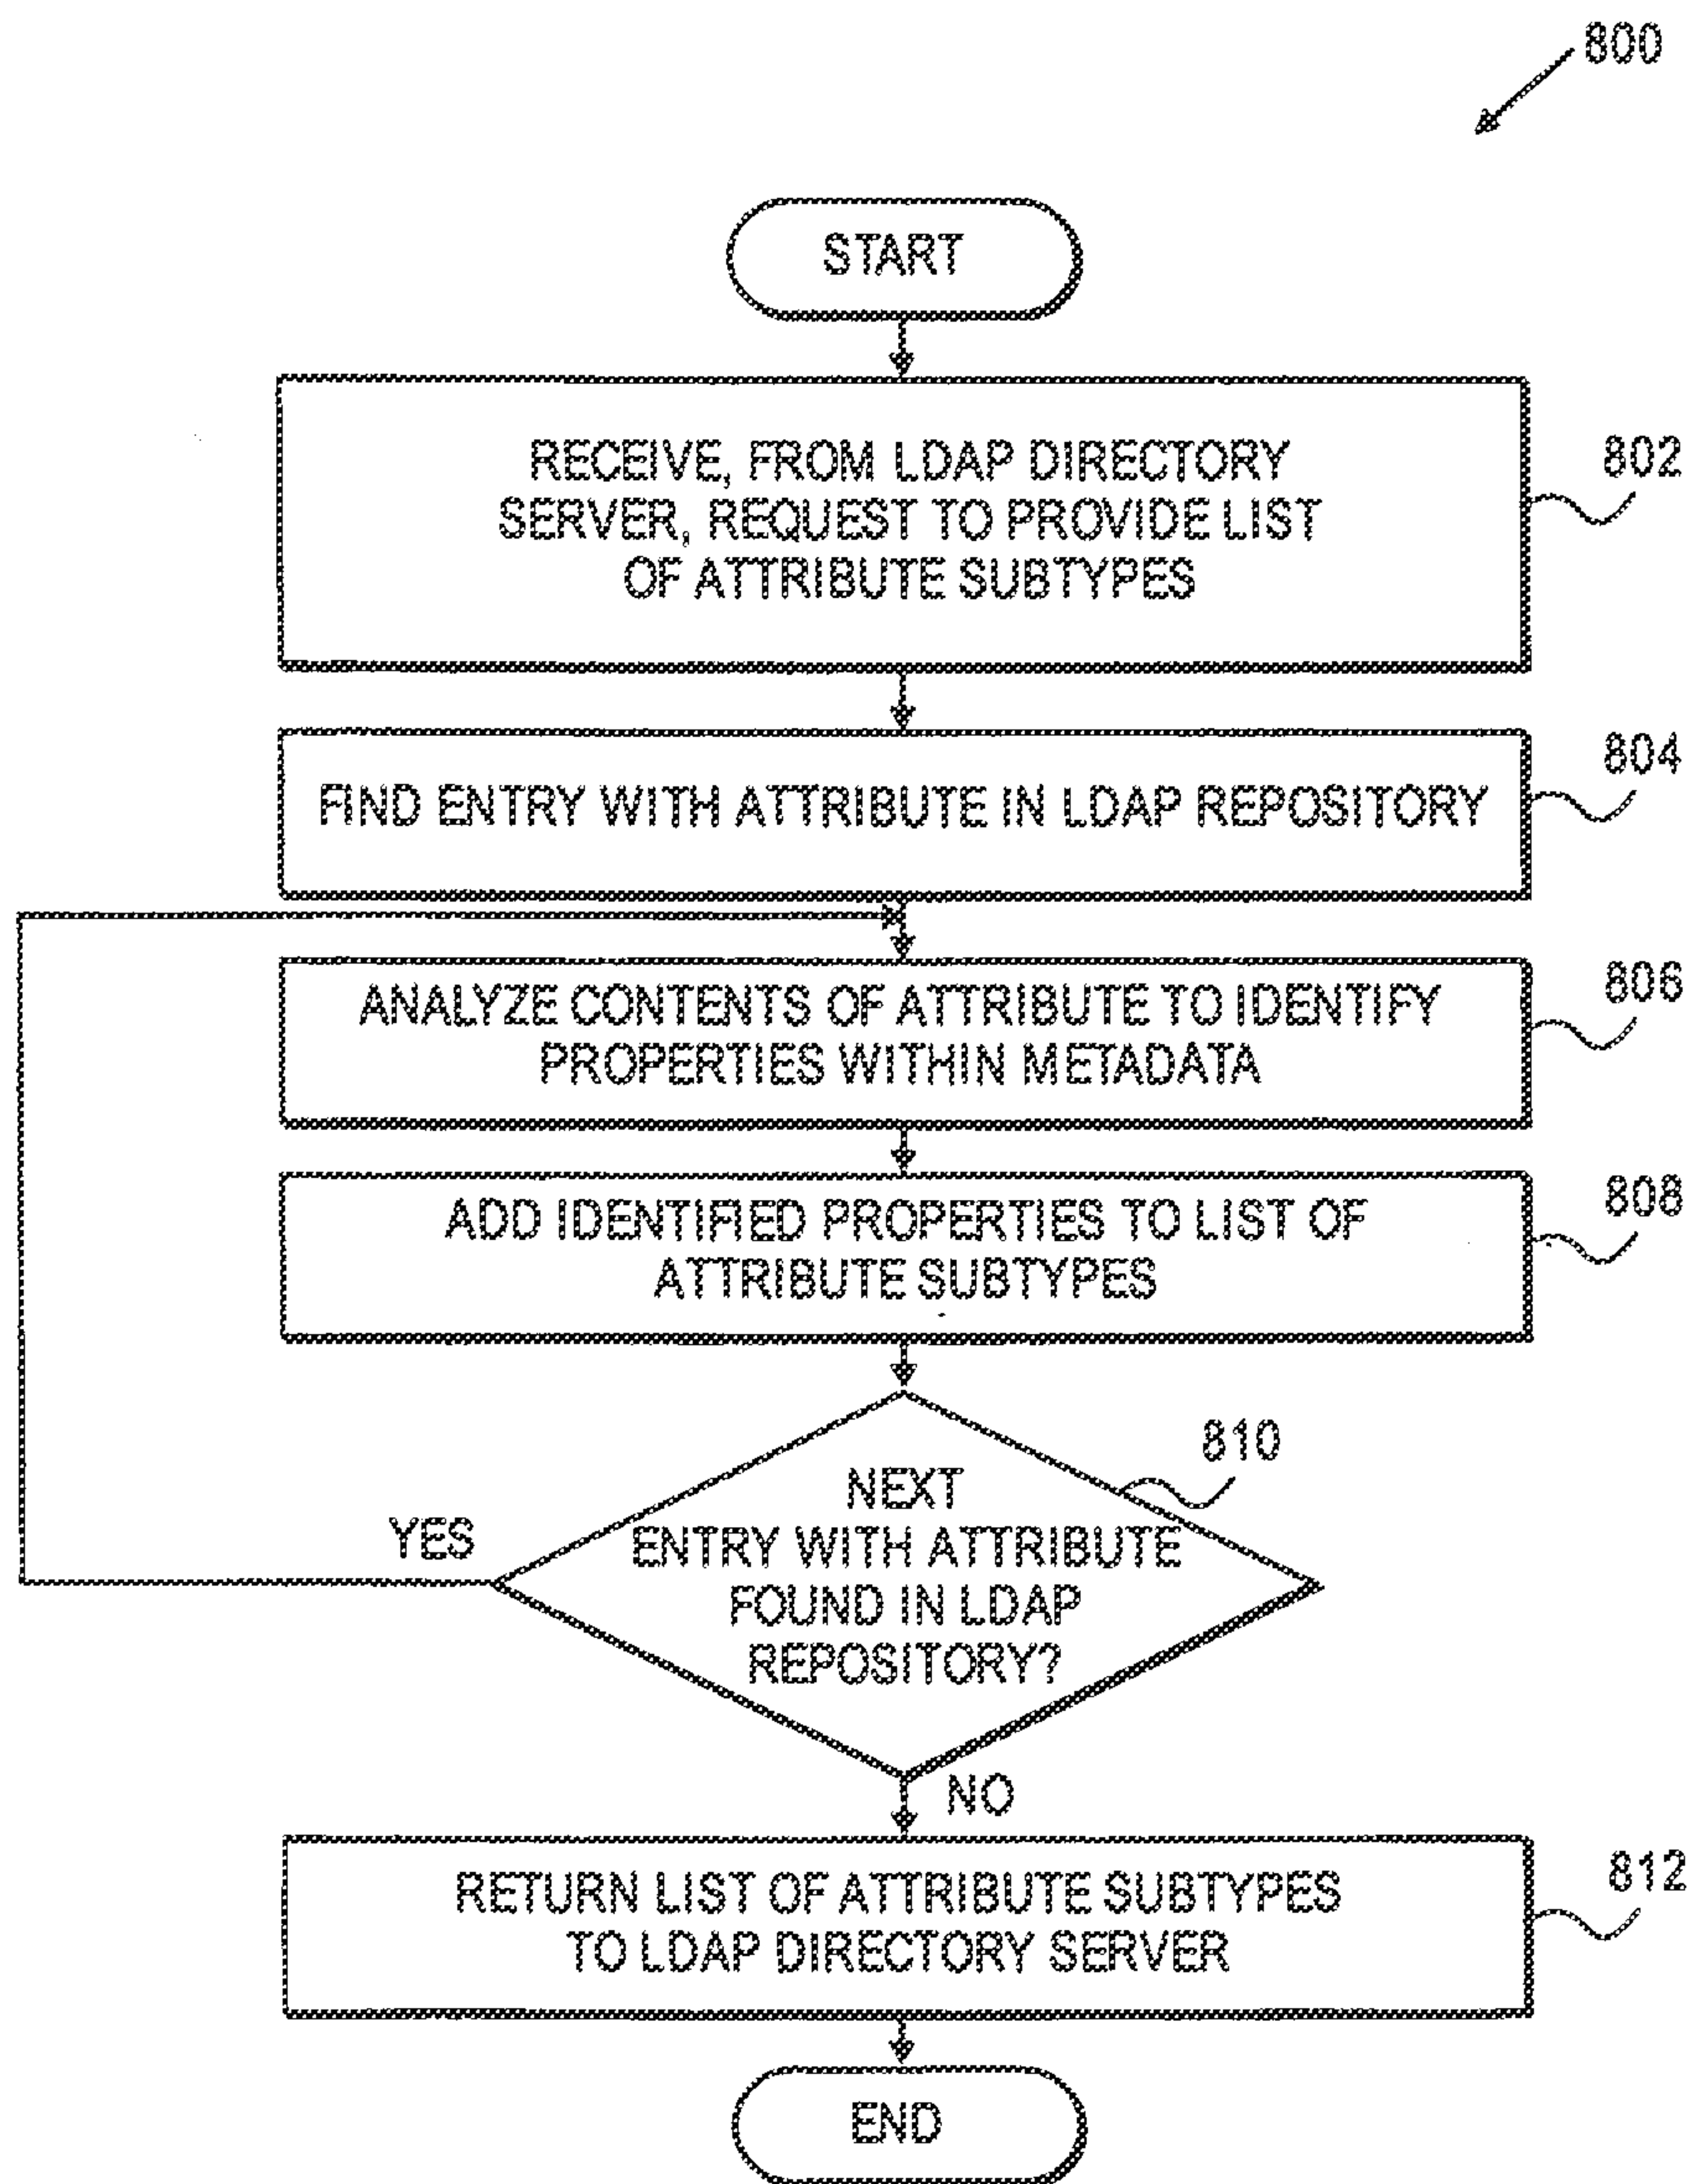 800
START
RECEIVE, FROM LDAP DIRECTORY
SERVER, REQUEST TO PROVIDE LIST
OF ATTRIBUTE SUBTYPES
802
FIND ENTRY WITH ATTRIBUTE IN LDAP REPOSITORY
804
ANALYZE CONTENTS OF ATTRIBUTE TO IDENTIFY
PROPERTIES WITHIN METADATA
806
ADD IDENTIFIED PROPERTIES TO LIST OF
ATTRIBUTE SUBTYPES
808
NEXT
ENTRY WITH ATTRIBUTE
FOUND IN LDAP
REPOSITORY?
810
YES
NO
RETURN LIST OF ATTRIBUTE SUBTYPES
TO LDAP DIRECTORY SERVER
812
END